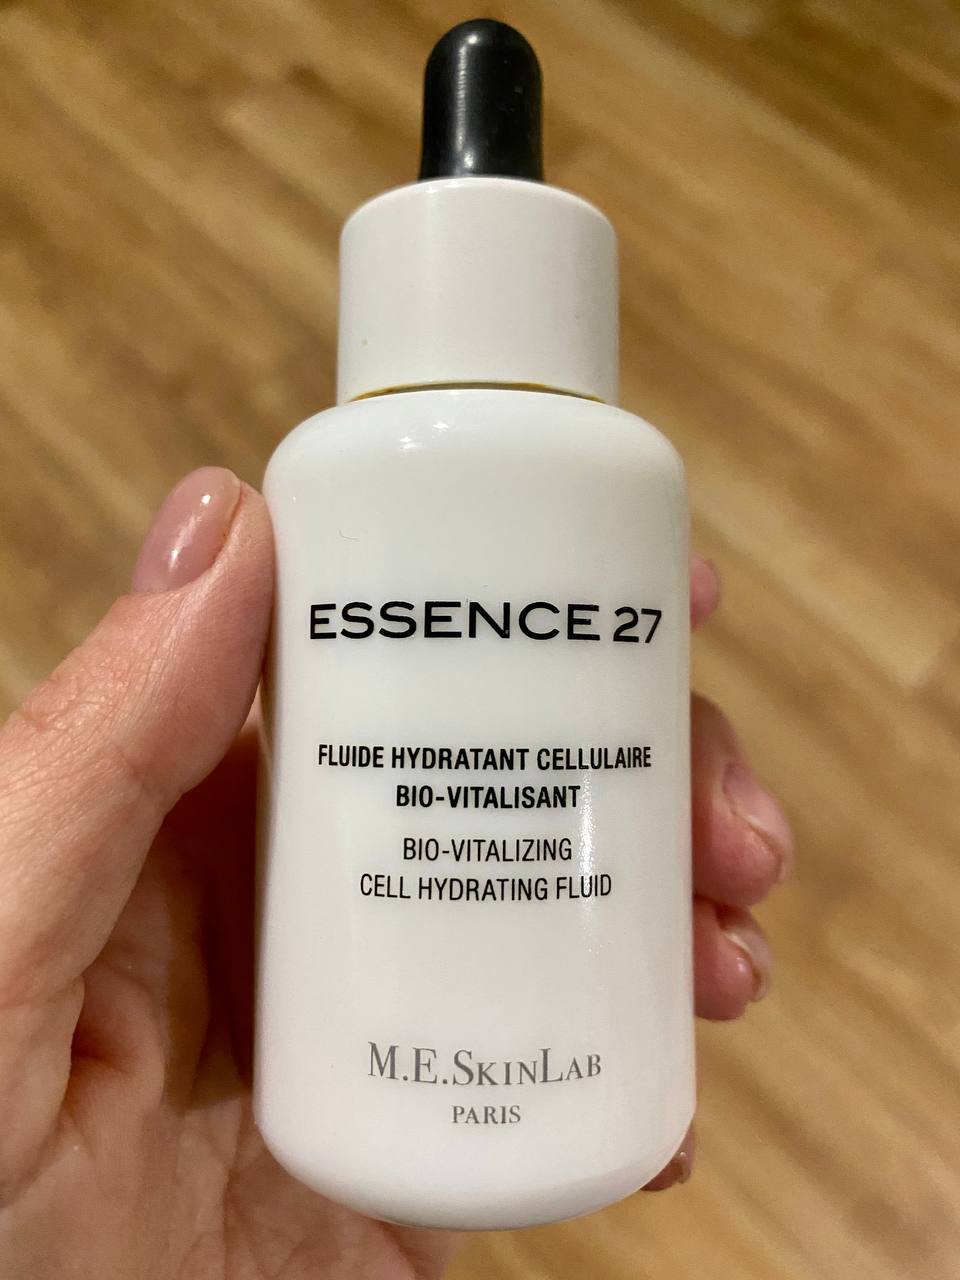 ESSENCE 27
FLUIDE HYDRATANT CELLULAIRE
BIO-VITALISANT
BIO-VITALIZING
CELL HYDRATING FLUID
M.E.SKINLAB
PARIS